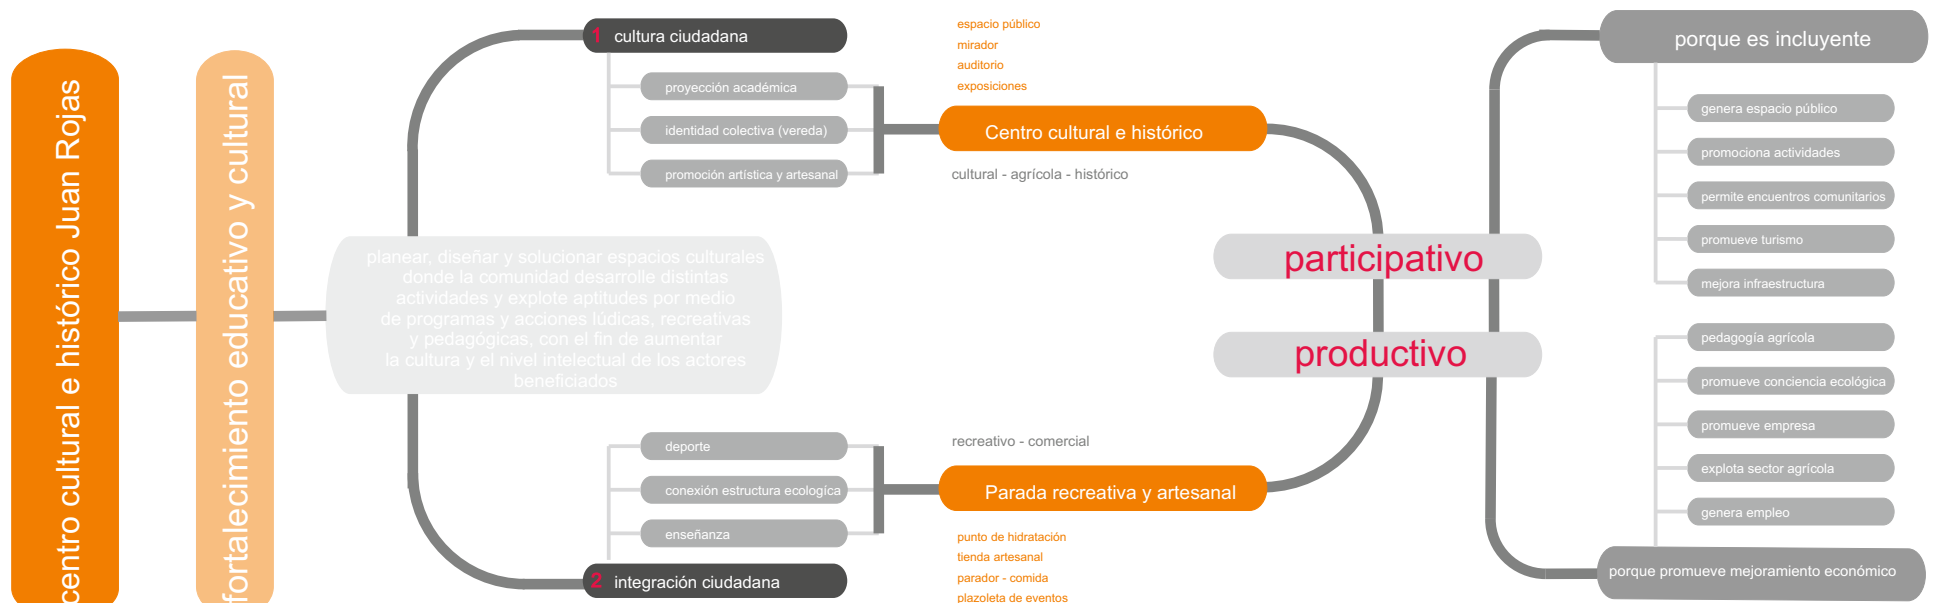 centro cultural e histórico Juan Rojas
fortalecimiento educativo y cultural
planear, diseñar y solucionar espacios culturales
donde la comunidad desarrolle distintas
actividades y explote aptitudes por medio
de programas y acciones lúdicas, recreativas
y pedagógicas, con el fin de aumentar
la cultura y el nivel intelectual de los actores
beneficiados
1 cultura ciudadana
proyección académica
identidad colectiva (vereda)
promoción artística y artesanal
deporte
conexión estructura ecologíca
enseñanza
2 integración ciudadana
espacio público
mirador
auditorio
exposiciones
Centro cultural e histórico
cultural - agrícola - histórico
recreativo - comercial
Parada recreativa y artesanal
punto de hidratación
tienda artesanal
parador - comida
plazoleta de eventos
participativo
productivo
porque es incluyente
genera espacio público
promociona actividades
permite encuentros comunitarios
promueve turismo
mejora infraestructura
pedagogía agrícola
promueve conciencia ecológica
promueve empresa
explota sector agrícola
genera empleo
porque promueve mejoramiento económico